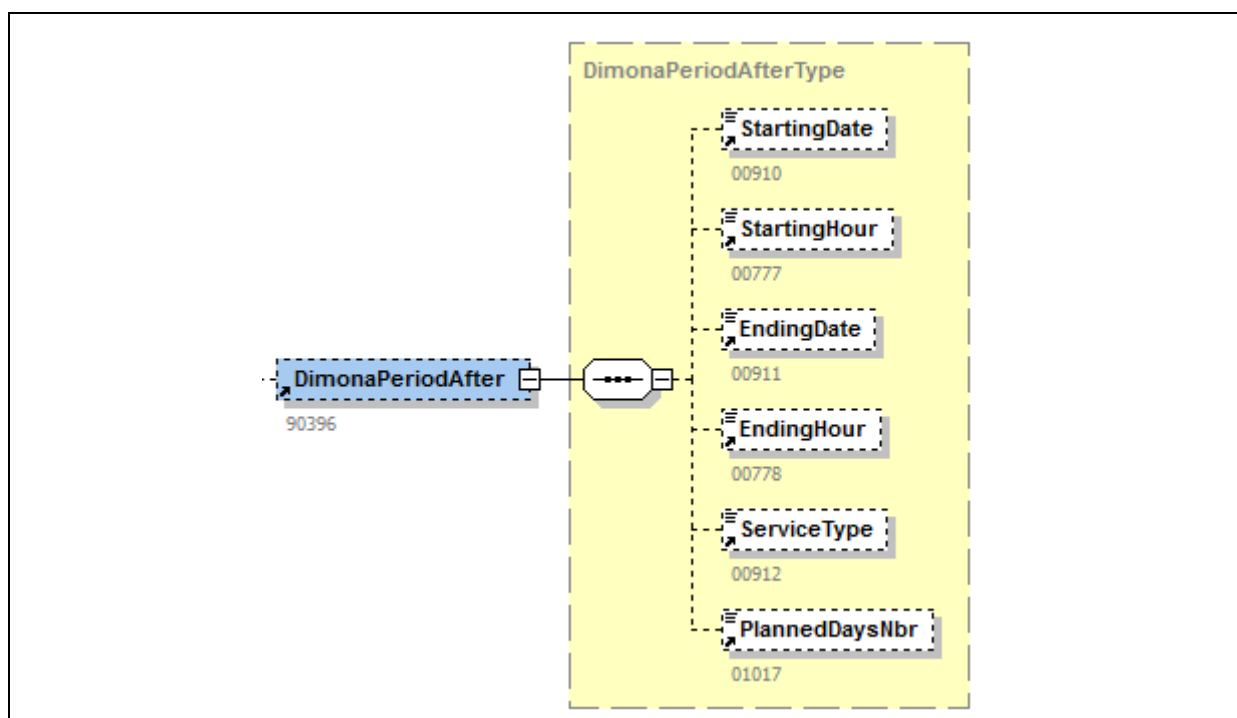 DimonaPeriodAfterType
StartingDate
00910
StartingHour
00777
EndingDate
00911
DimonaPeriodAfter
90396
EndingHour
00778
ServiceType
00912
PlannedDaysNbr
01017